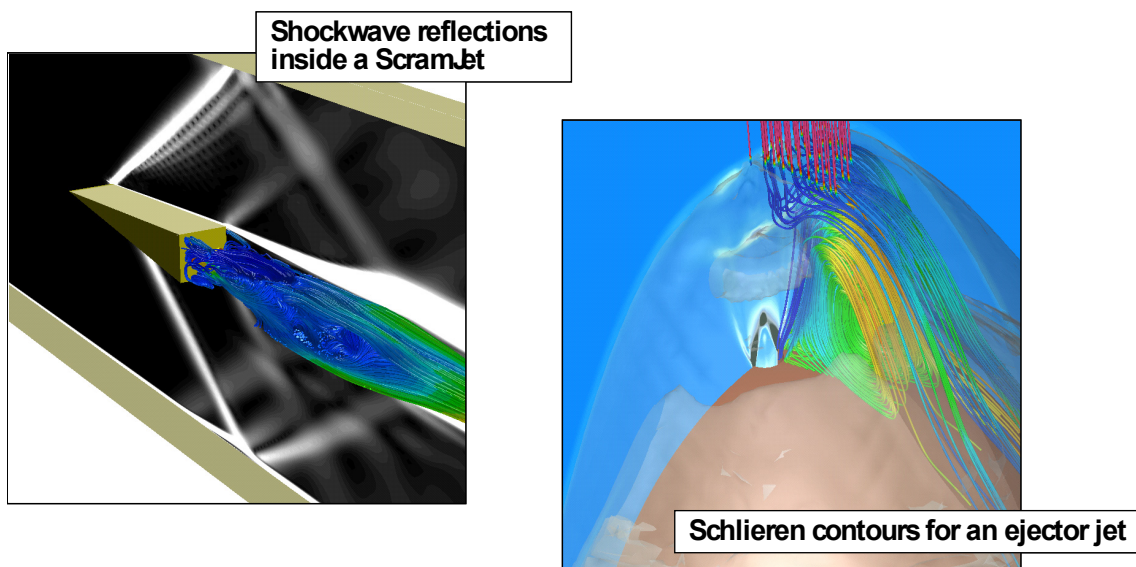 Shockwave reflections
inside a ScramJet
Schlieren contours for an ejector jet